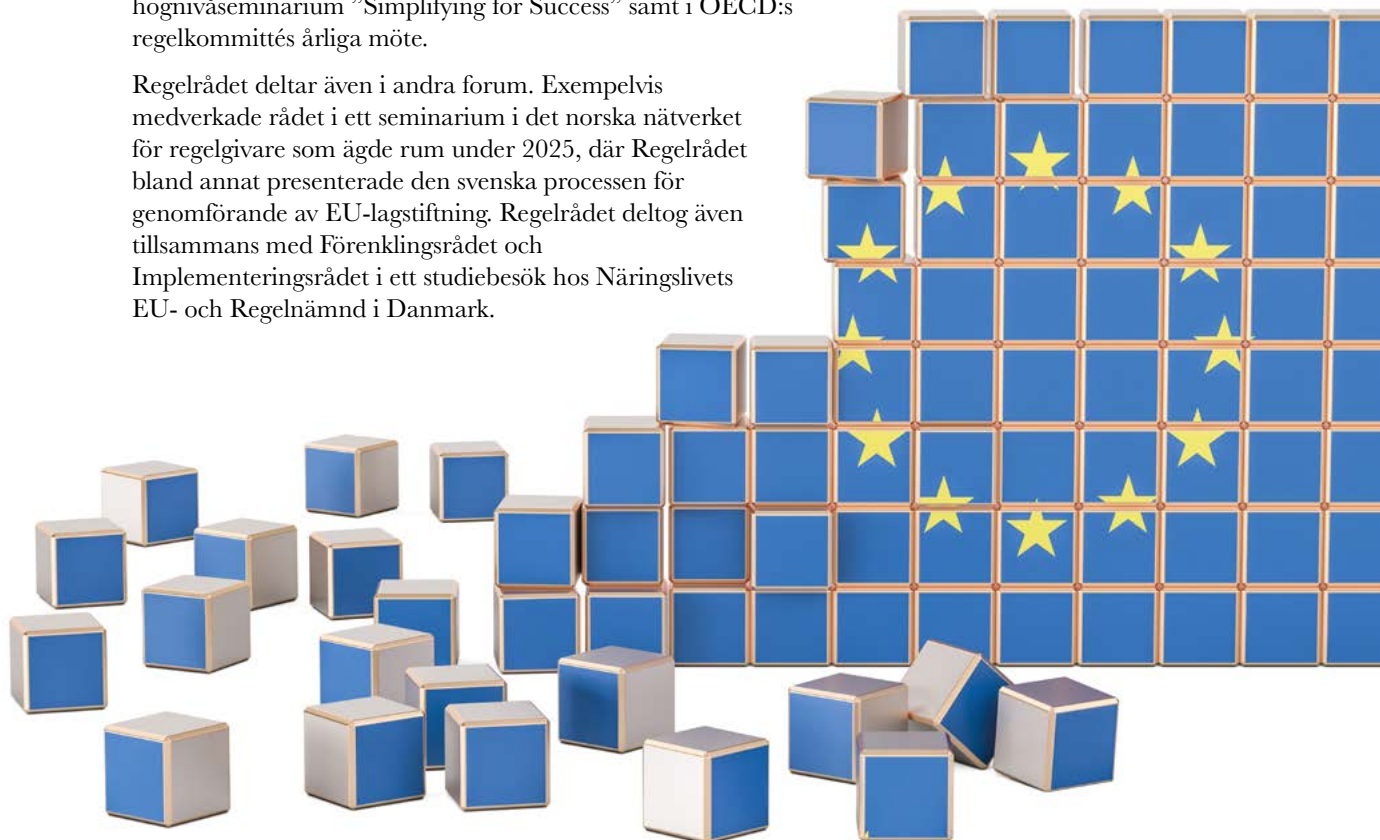 högnivåseminarium ”Simplifying for Success” samt i OECD:s
regelkommittés årliga möte.
Regelrådet deltar även i andra forum. Exempelvis
medverkade rådet i ett seminarium i det norska nätverket
för regelgivare som ägde rum under 2025, där Regelrådet
bland annat presenterade den svenska processen för
genomförande av EU-lagstiftning. Regelrådet deltog även
tillsammans med Förenklingsrådet och
Implementeringsrådet i ett studiebesök hos Näringslivets
EU- och Regelnämnd i Danmark.